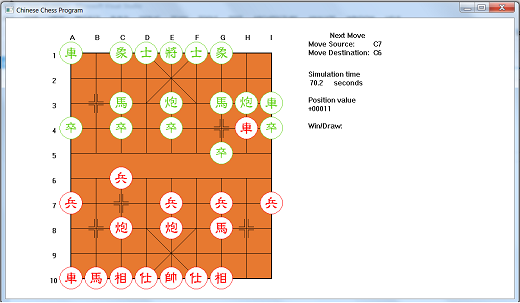 Chinese Chess Program
A B C D E F G H I
1 車 象 士 將 士 象
2
3 馬 炮 馬 炮 車
4 卒 卒 卒 車 卒
5 卒
6 兵
7 兵 兵 兵 兵
8 炮 炮 馬
9
10 車 馬 相 仕 帥 仕 相
Next Move
Move Source: C7
Move Destination: C6
Simulation time
70.2 seconds
Position value
+00011
Win/Draw: